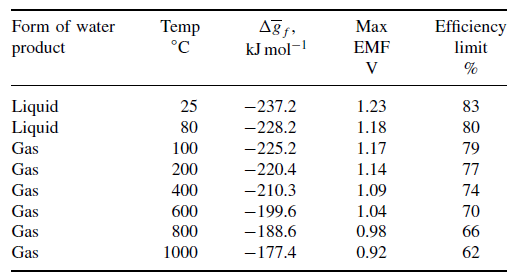 Form of water Temp Δg̅f, Max Efficiency
product °C kJ mol−1 EMF limit
V %
Liquid 25 −237.2 1.23 83
Liquid 80 −228.2 1.18 80
Gas 100 −225.2 1.17 79
Gas 200 −220.4 1.14 77
Gas 400 −210.3 1.09 74
Gas 600 −199.6 1.04 70
Gas 800 −188.6 0.98 66
Gas 1000 −177.4 0.92 62